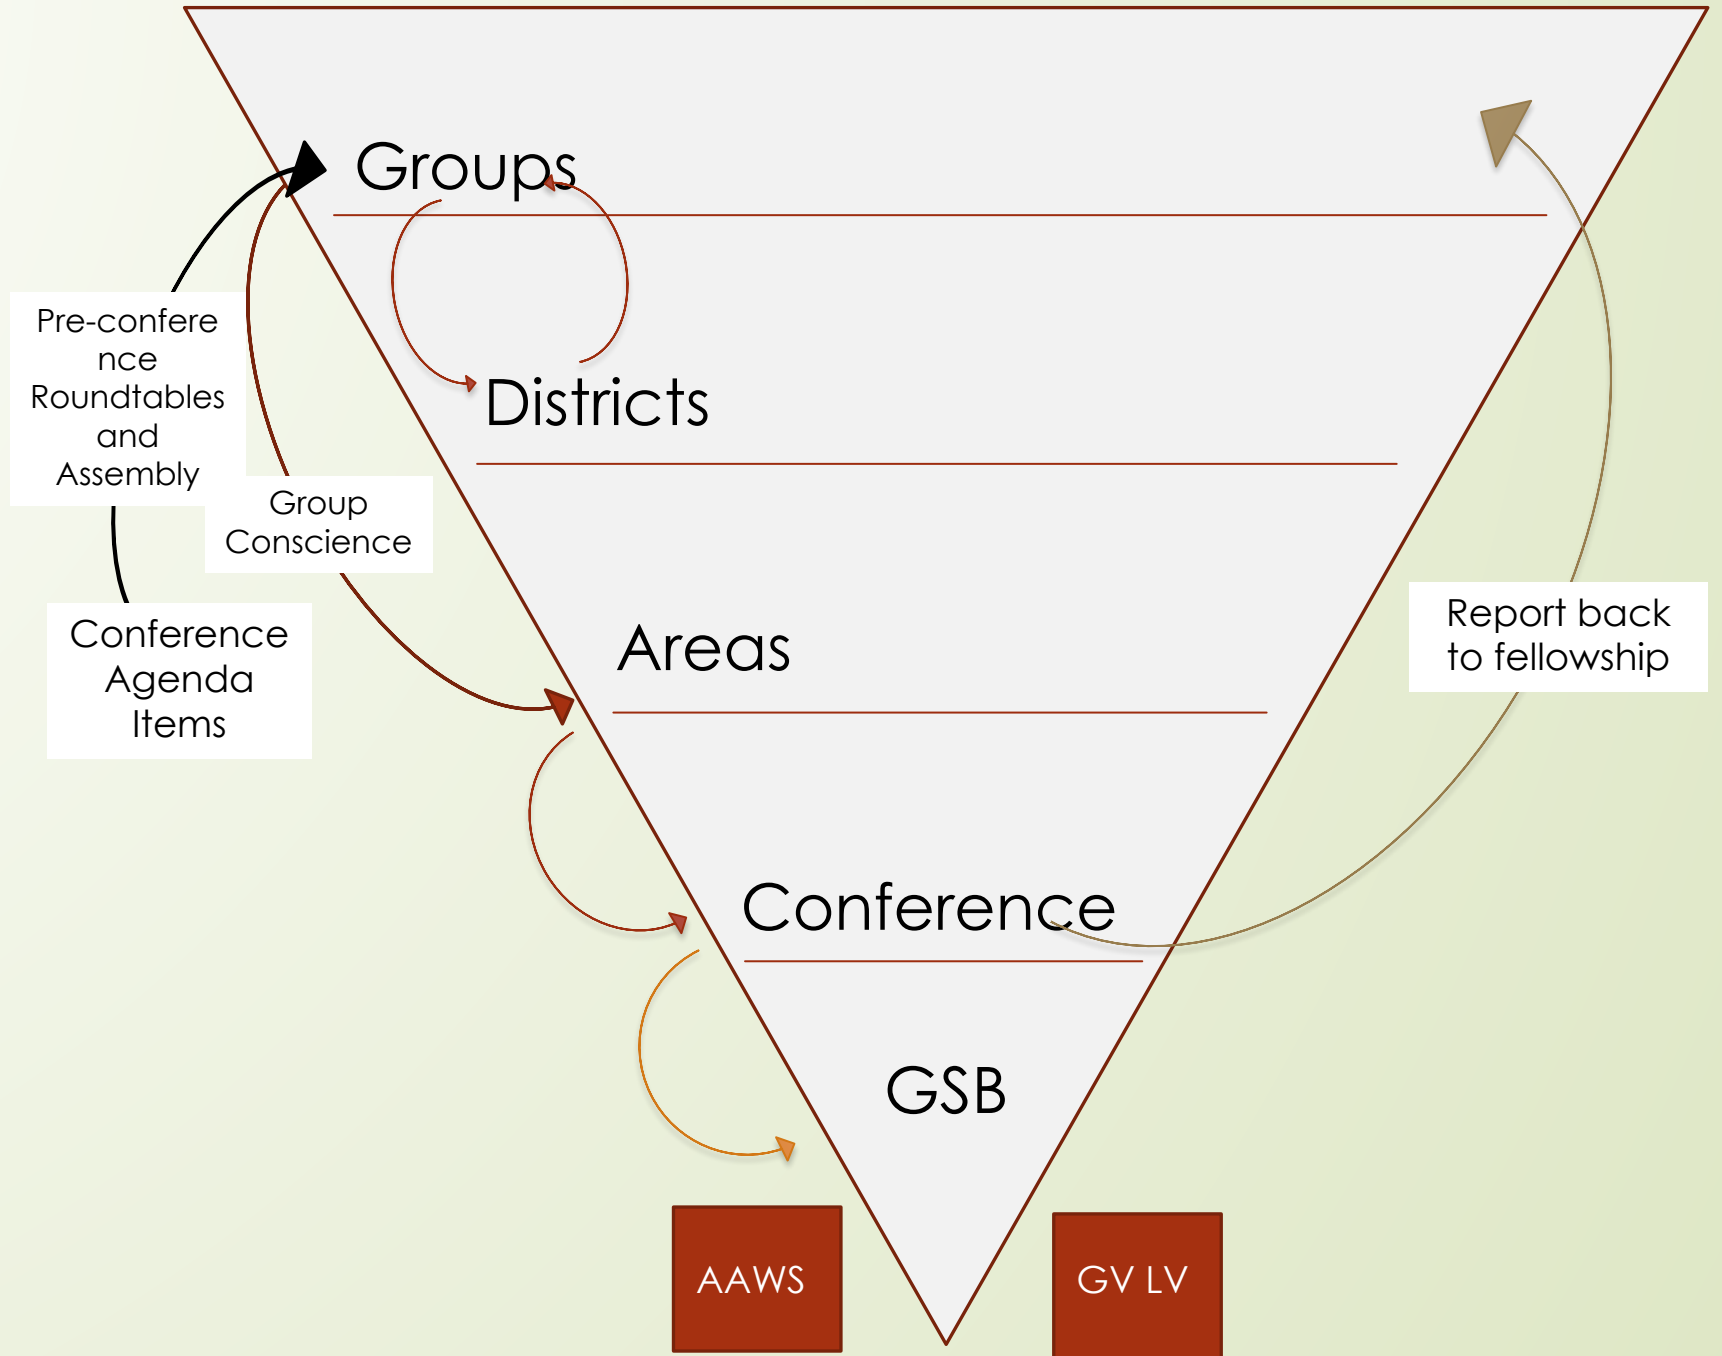 Groups
Pre-confere
nce
Roundtables
and
Assembly
Districts
Group
Conscience
Conference
Agenda
Items
Areas
Report back
to fellowship
Conference
GSB
AAWS
GV LV